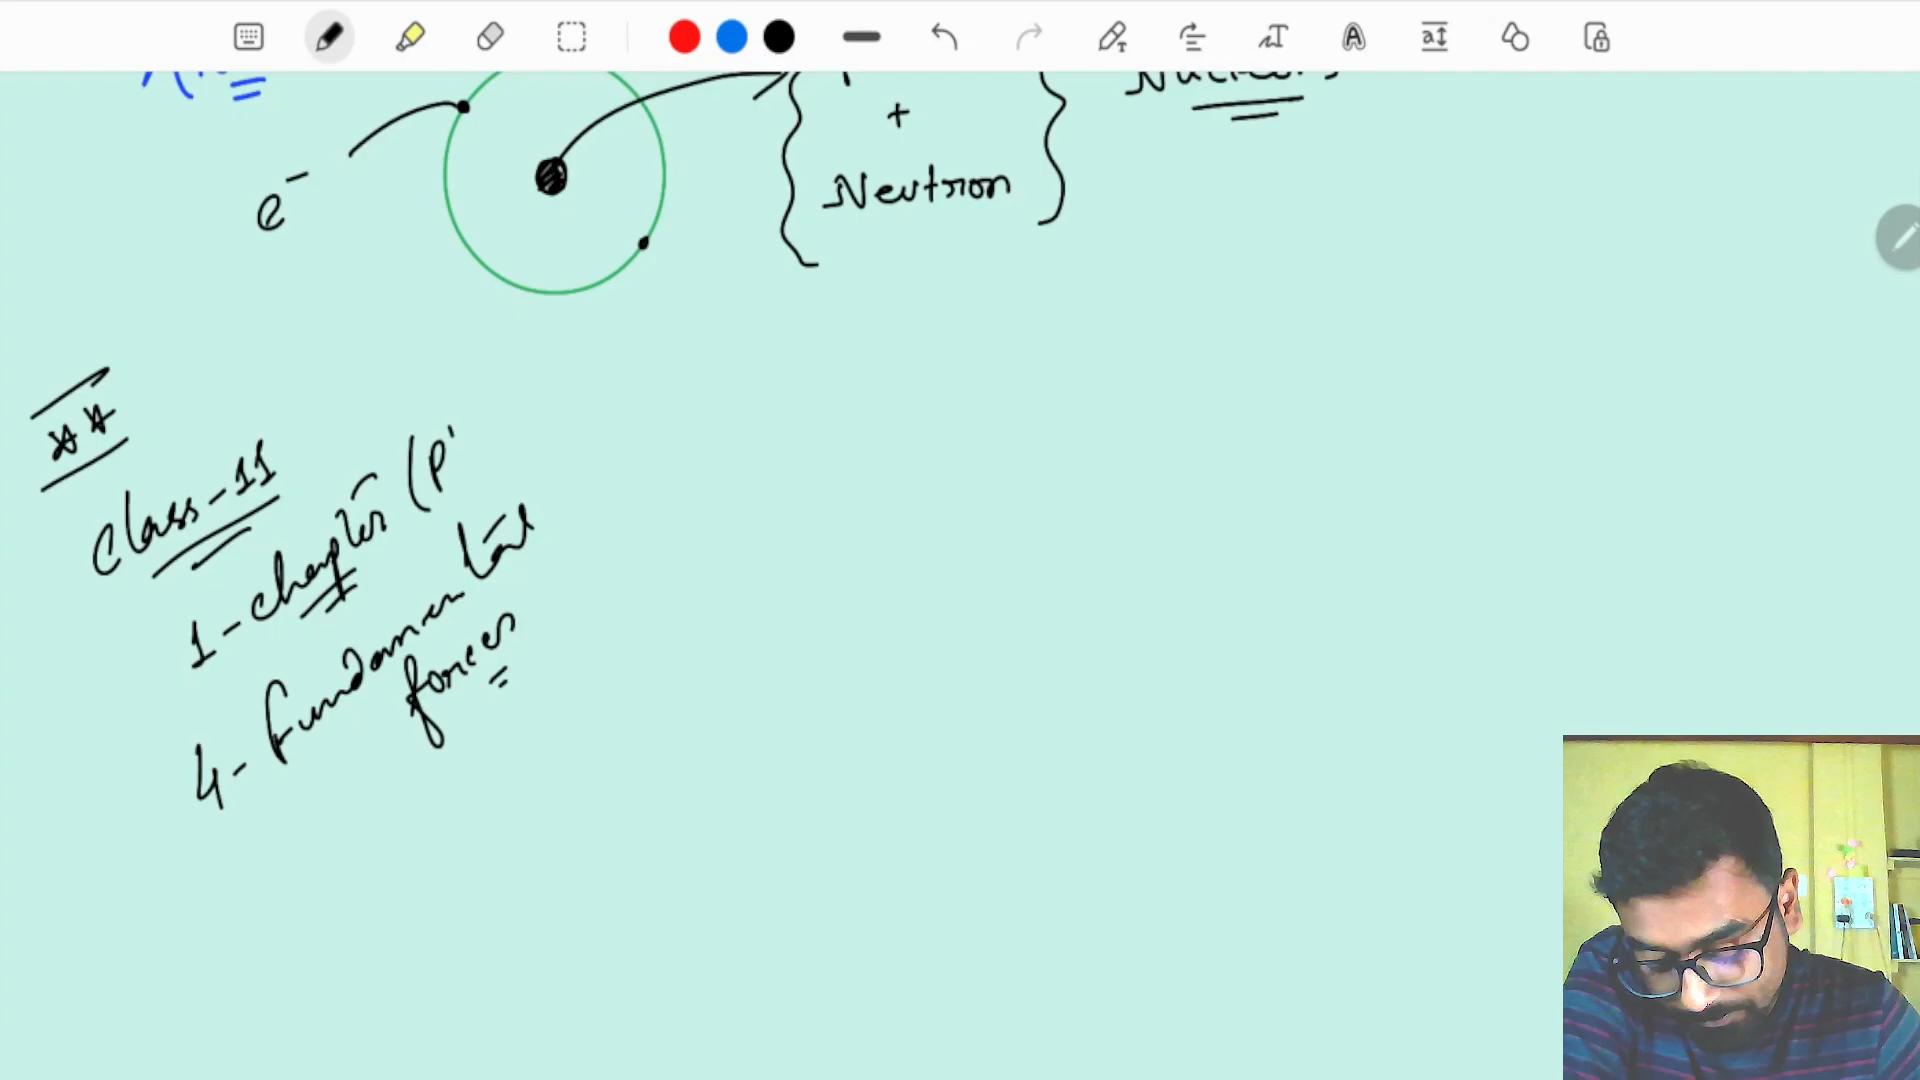 +
Neutron
e⁻
Class-11
1-chapter (P
4- Fundamental
forces